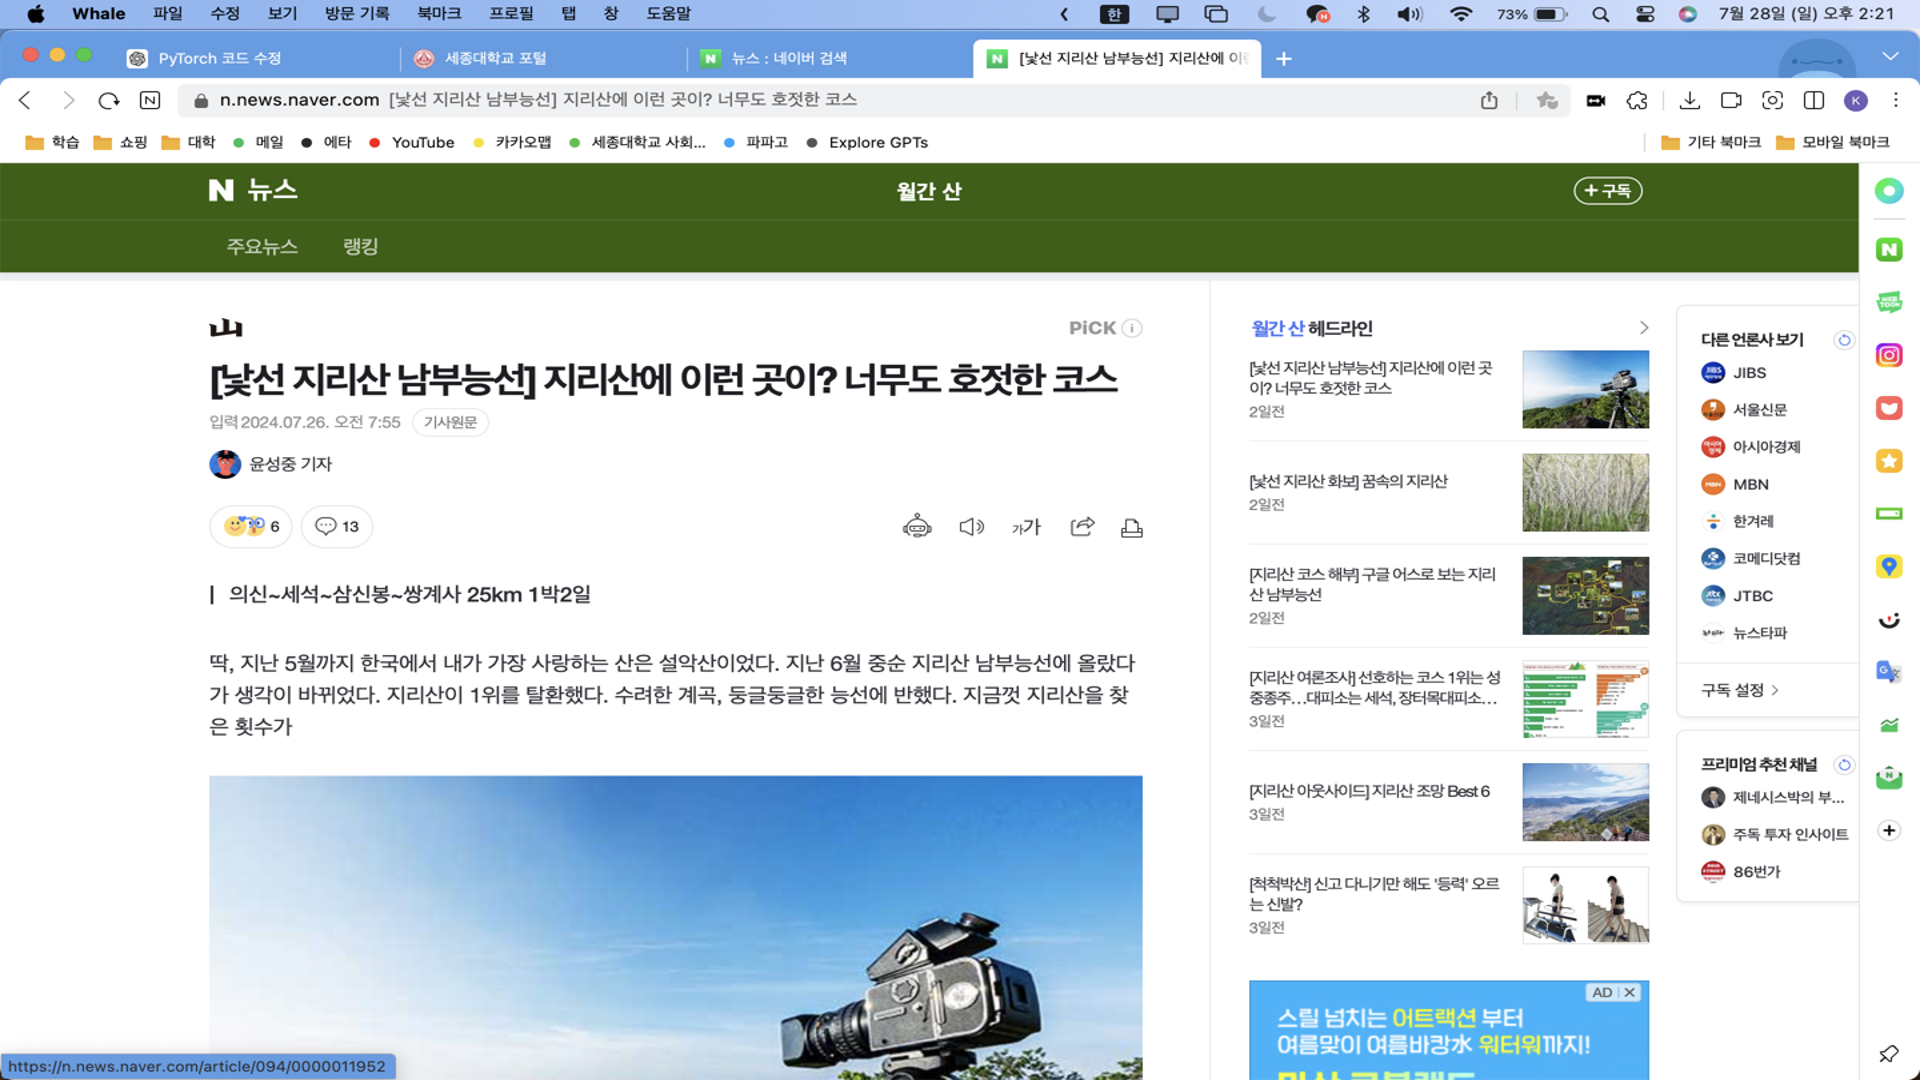 Whale 파일 수정 보기 방문 기록 북마크 프로필 탭 창 도움말 한 73% 7월 28일 (일) 오후 2:21
PyTorch 코드 수정 세종대학교 포털 뉴스 : 네이버 검색 [낯선 지리산 남부능선] 지리산에 이런
n.news.naver.com [낯선 지리산 남부능선] 지리산에 이런 곳이? 너무도 호젓한 코스
학습 쇼핑 대학 메일 에타 YouTube 카카오맵 세종대학교 사회... 파파고 Explore GPTs 기타 북마크 모바일 북마크
N 뉴스
월간 산
+ 구독
주요뉴스 랭킹
山
PiCK
[낯선 지리산 남부능선] 지리산에 이런 곳이? 너무도 호젓한 코스
입력 2024.07.26. 오전 7:55 기사원문
윤성중 기자
6 13
가가
의신~세석~삼신봉~쌍계사 25km 1박2일
딱, 지난 5월까지 한국에서 내가 가장 사랑하는 산은 설악산이었다. 지난 6월 중순 지리산 남부능선에 올랐다
가 생각이 바뀌었다. 지리산이 1위를 탈환했다. 수려한 계곡, 둥글둥글한 능선에 반했다. 지금껏 지리산을 찾
은 횟수가
월간 산 헤드라인
[낯선 지리산 남부능선] 지리산에 이런 곳
이? 너무도 호젓한 코스
2일전
[낯선 지리산 화보] 꿈속의 지리산
2일전
[지리산 코스 해부] 구글 어스로 보는 지리
산 남부능선
2일전
[지리산 여론조사] 선호하는 코스 1위는 성
중종주…대피소는 세석, 장터목대피소…
3일전
[지리산 아웃사이드] 지리산 조망 Best 6
3일전
[척척박산] 신고 다니기만 해도 '등력' 오르
는 신발?
3일전
AD
스릴 넘치는 어트랙션 부터
여름맞이 여름바캉水 워터워까지!
다른 언론사 보기
JIBS
서울신문
아시아경제
MBN
한겨레
코메디닷컴
JTBC
뉴스타파
구독 설정
프리미엄 추천 채널
제네시스박의 부...
주독 투자 인사이트
86번가
https://n.news.naver.com/article/094/0000011952